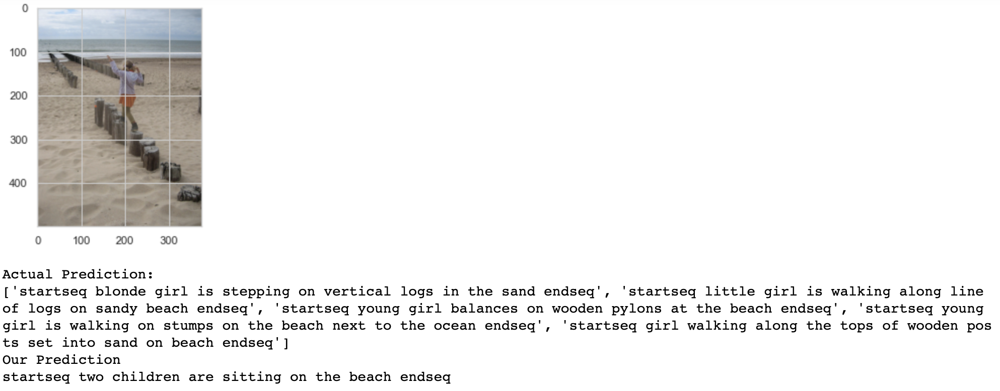 0
100
200
300
400
0 100 200 300
Actual Prediction:
['startseq blonde girl is stepping on vertical logs in the sand endseq', 'startseq little girl is walking along line
of logs on sandy beach endseq', 'startseq young girl balances on wooden pylons at the beach endseq', 'startseq young
girl is walking on stumps on the beach next to the ocean endseq', 'startseq girl walking along the tops of wooden pos
ts set into sand on beach endseq']
Our Prediction
startseq two children are sitting on the beach endseq